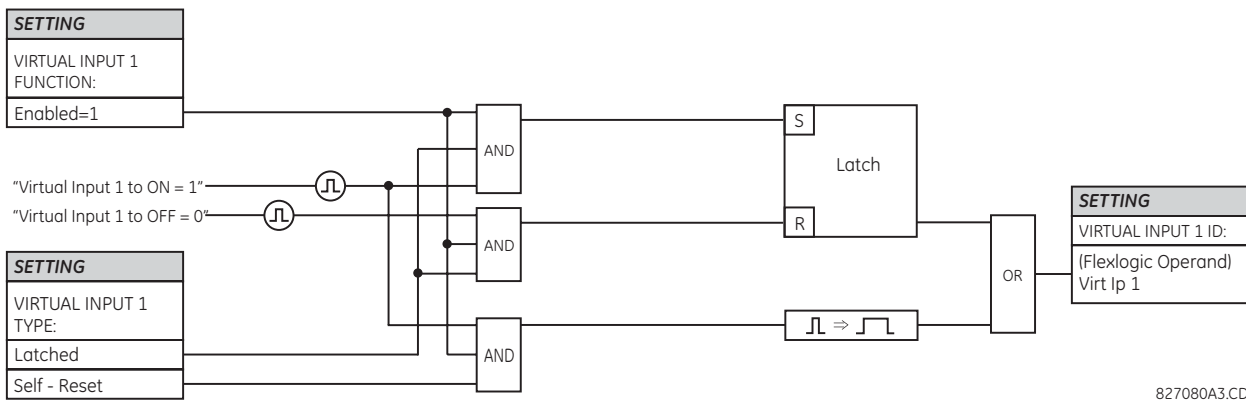 SETTING
VIRTUAL INPUT 1
FUNCTION:
Enabled=1
"Virtual Input 1 to ON = 1"
"Virtual Input 1 to OFF = 0"
SETTING
VIRTUAL INPUT 1
TYPE:
Latched
Self - Reset
AND
AND
AND
S
Latch
R
OR
SETTING
VIRTUAL INPUT 1 ID:
(Flexlogic Operand)
Virt Ip 1
827080A3.CD